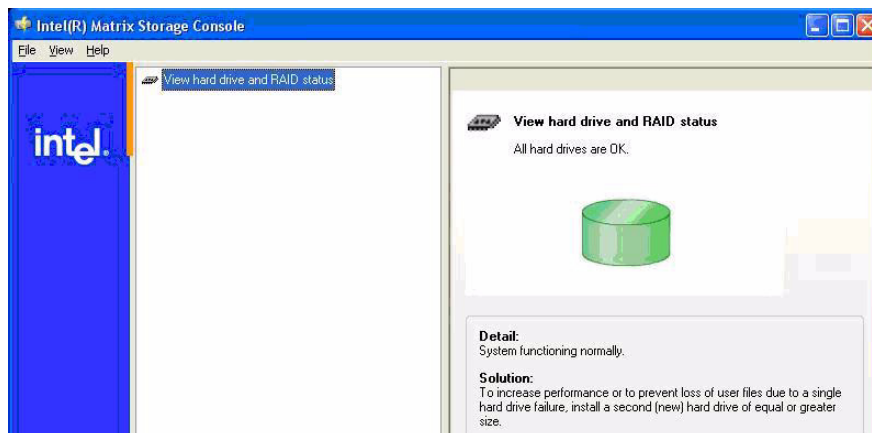 Intel(R) Matrix Storage Console
File View Help
intel.
View hard drive and RAID status
View hard drive and RAID status
All hard drives are OK.
Detail:
System functioning normally.
Solution:
To increase performance or to prevent loss of user files due to a single
hard drive failure, install a second (new) hard drive of equal or greater
size.